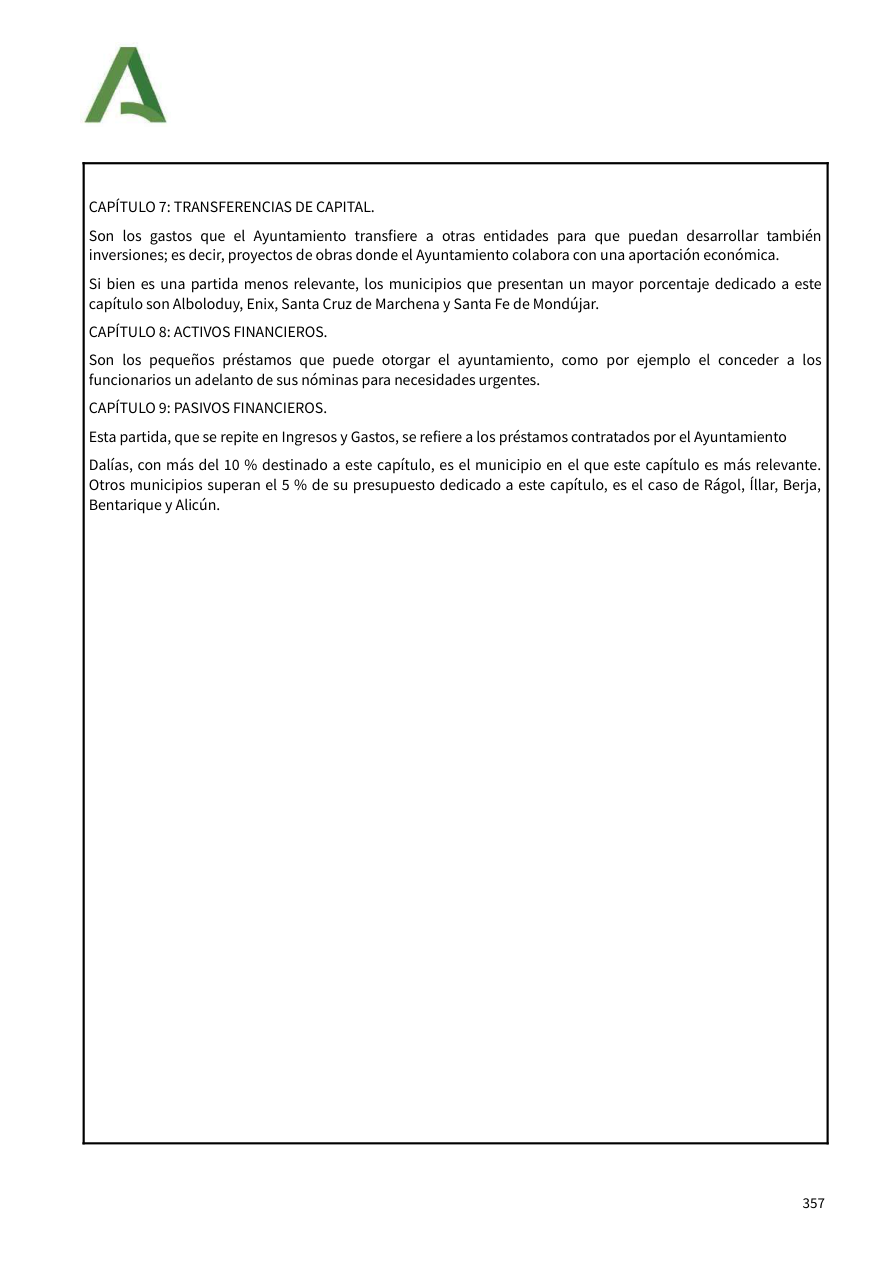 CAPÍTULO 7: TRANSFERENCIAS DE CAPITAL.
Son los gastos que el Ayuntamiento transfiere a otras entidades para que puedan desarrollar también
inversiones; es decir, proyectos de obras donde el Ayuntamiento colabora con una aportación económica.
Si bien es una partida menos relevante, los municipios que presentan un mayor porcentaje dedicado a este
capítulo son Alboloduy, Enix, Santa Cruz de Marchena y Santa Fe de Mondújar.
CAPÍTULO 8: ACTIVOS FINANCIEROS.
Son los pequeños préstamos que puede otorgar el ayuntamiento, como por ejemplo el conceder a los
funcionarios un adelanto de sus nóminas para necesidades urgentes.
CAPÍTULO 9: PASIVOS FINANCIEROS.
Esta partida, que se repite en Ingresos y Gastos, se refiere a los préstamos contratados por el Ayuntamiento
Dalías, con más del 10 % destinado a este capítulo, es el municipio en el que este capítulo es más relevante.
Otros municipios superan el 5 % de su presupuesto dedicado a este capítulo, es el caso de Rágol, Íllar, Berja,
Bentarique y Alicún.
357